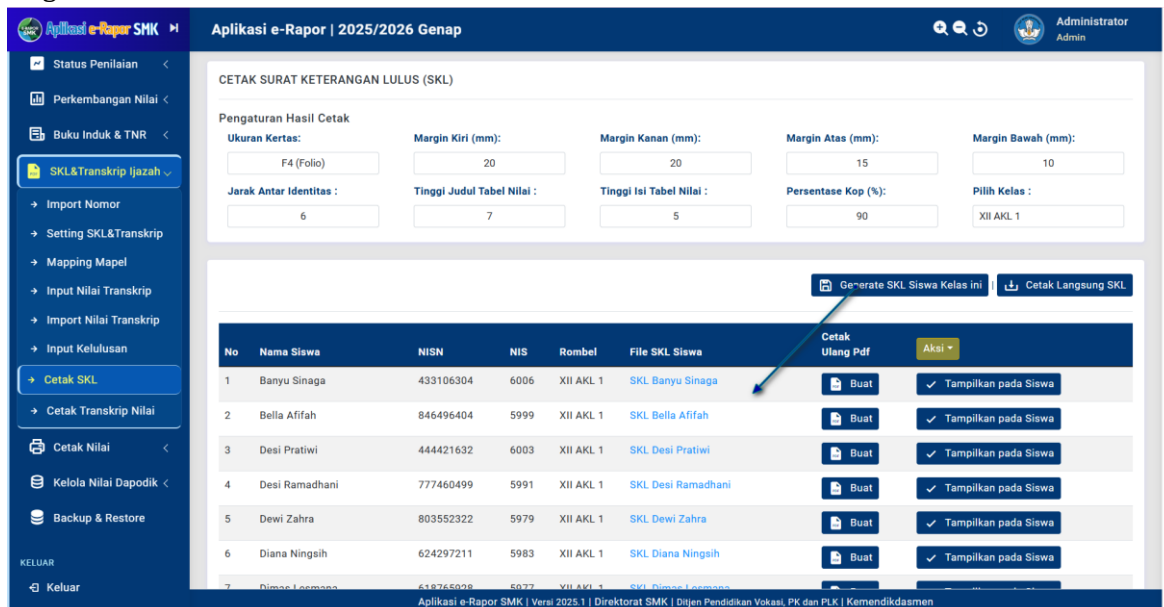 Aplikasi e-Rapor SMK
Aplikasi e-Rapor | 2025/2026 Genap
Administrator
Admin
Status Penilaian
Perkembangan Nilai
Buku Induk & TNR
SKL&Transkrip Ijazah
Import Nomor
Setting SKL&Transkrip
Mapping Mapel
Input Nilai Transkrip
Import Nilai Transkrip
Input Kelulusan
Cetak SKL
Cetak Transkrip Nilai
Cetak Nilai
Kelola Nilai Dapodik
Backup & Restore
KELUAR
Keluar
CETAK SURAT KETERANGAN LULUS (SKL)
Pengaturan Hasil Cetak
Ukuran Kertas: Margin Kiri (mm): Margin Kanan (mm): Margin Atas (mm): Margin Bawah (mm):
F4 (Folio) 20 20 15 10
Jarak Antar Identitas : Tinggi Judul Tabel Nilai : Tinggi Isi Tabel Nilai : Persentase Kop (%): Pilih Kelas :
6 7 5 90 XII AKL 1
Generate SKL Siswa Kelas ini | Cetak Langsung SKL
No Nama Siswa NISN NIS Rombel File SKL Siswa Cetak Ulang Pdf Aksi
1 Banyu Sinaga 433106304 6006 XII AKL 1 SKL Banyu Sinaga Buat Tampilkan pada Siswa
2 Bella Afifah 846496404 5999 XII AKL 1 SKL Bella Afifah Buat Tampilkan pada Siswa
3 Desi Pratiwi 444421632 6003 XII AKL 1 SKL Desi Pratiwi Buat Tampilkan pada Siswa
4 Desi Ramadhani 777460499 5991 XII AKL 1 SKL Desi Ramadhani Buat Tampilkan pada Siswa
5 Dewi Zahra 803552322 5979 XII AKL 1 SKL Dewi Zahra Buat Tampilkan pada Siswa
6 Diana Ningsih 624297211 5983 XII AKL 1 SKL Diana Ningsih Buat Tampilkan pada Siswa
7 Dimas Lesmana 618765928 5977 XII AKL 1 SKL Dimas Lesmana
Aplikasi e-Rapor SMK | Versi 2025.1 | Direktorat SMK | Ditjen Pendidikan Vokasi, PK dan PLK | Kemendikdasmen